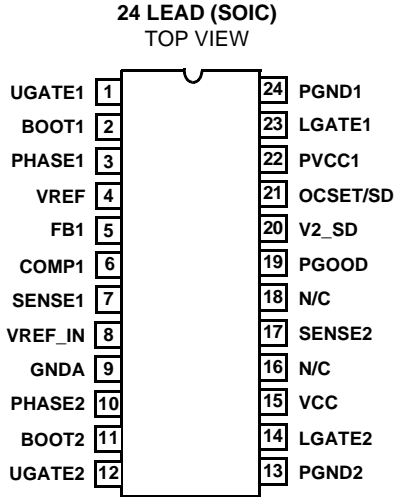 24 LEAD (SOIC)
TOP VIEW
UGATE1 1 24 PGND1
BOOT1 2 23 LGATE1
PHASE1 3 22 PVCC1
VREF 4 21 OCSET/SD
FB1 5 20 V2_SD
COMP1 6 19 PGOOD
SENSE1 7 18 N/C
VREF_IN 8 17 SENSE2
GNDA 9 16 N/C
PHASE2 10 15 VCC
BOOT2 11 14 LGATE2
UGATE2 12 13 PGND2